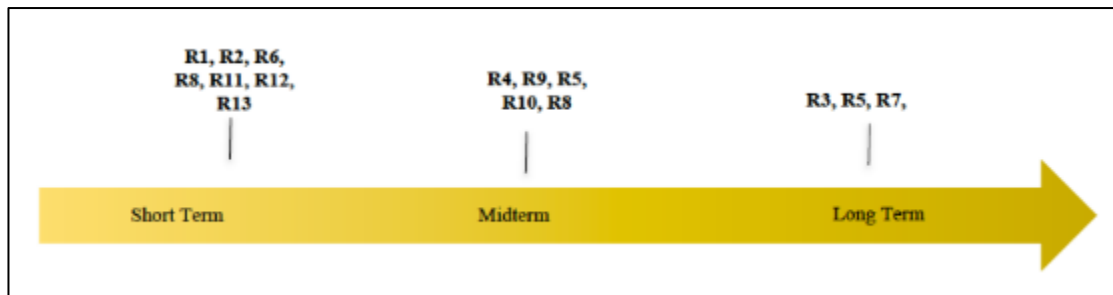 R1, R2, R6,
R8, R11, R12,
R13
R4, R9, R5,
R10, R8
R3, R5, R7,
Short Term
Midterm
Long Term